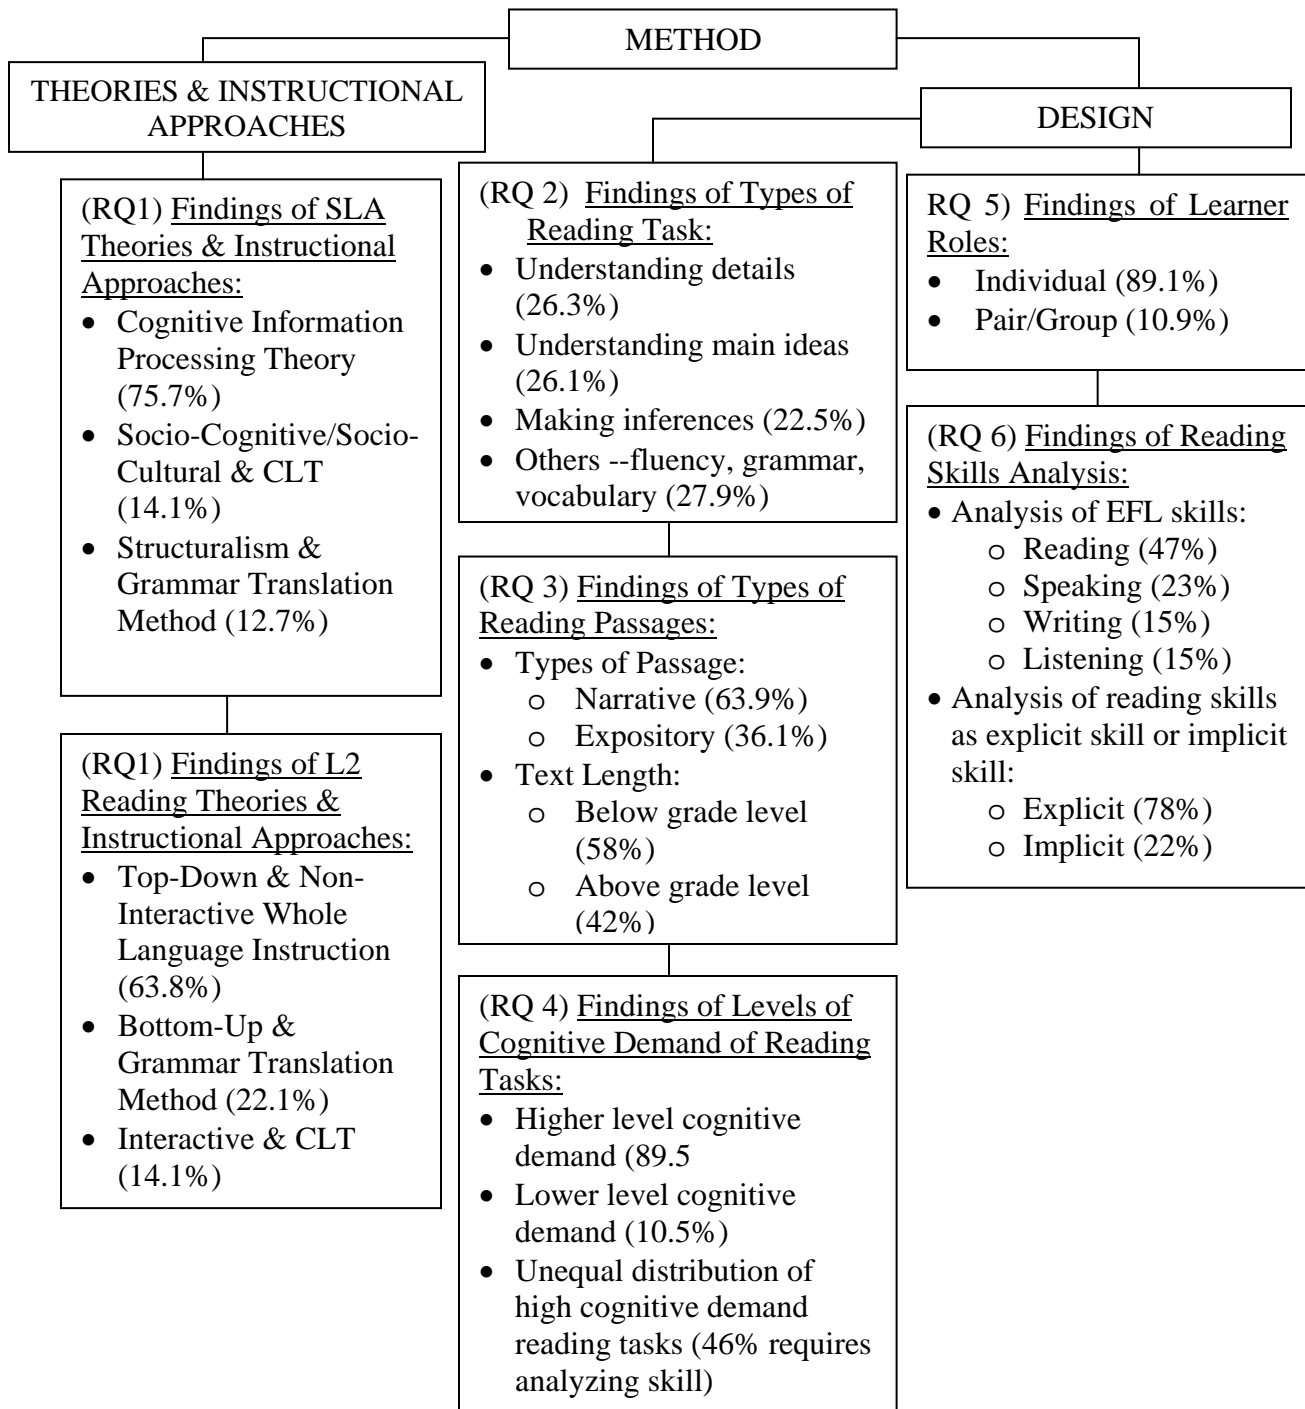 METHOD
THEORIES & INSTRUCTIONAL
APPROACHES
DESIGN
(RQ1) Findings of SLA
Theories & Instructional
Approaches:
• Cognitive Information
Processing Theory
(75.7%)
• Socio-Cognitive/Socio-
Cultural & CLT
(14.1%)
• Structuralism &
Grammar Translation
Method (12.7%)
(RQ1) Findings of L2
Reading Theories &
Instructional Approaches:
• Top-Down & Non-
Interactive Whole
Language Instruction
(63.8%)
• Bottom-Up &
Grammar Translation
Method (22.1%)
• Interactive & CLT
(14.1%)
(RQ 2) Findings of Types of
Reading Task:
• Understanding details
(26.3%)
• Understanding main ideas
(26.1%)
• Making inferences (22.5%)
• Others --fluency, grammar,
vocabulary (27.9%)
(RQ 3) Findings of Types of
Reading Passages:
• Types of Passage:
o Narrative (63.9%)
o Expository (36.1%)
• Text Length:
o Below grade level
(58%)
o Above grade level
(42%)
(RQ 4) Findings of Levels of
Cognitive Demand of Reading
Tasks:
• Higher level cognitive
demand (89.5
• Lower level cognitive
demand (10.5%)
• Unequal distribution of
high cognitive demand
reading tasks (46% requires
analyzing skill)
RQ 5) Findings of Learner
Roles:
• Individual (89.1%)
• Pair/Group (10.9%)
(RQ 6) Findings of Reading
Skills Analysis:
• Analysis of EFL skills:
o Reading (47%)
o Speaking (23%)
o Writing (15%)
o Listening (15%)
• Analysis of reading skills
as explicit skill or implicit
skill:
o Explicit (78%)
o Implicit (22%)